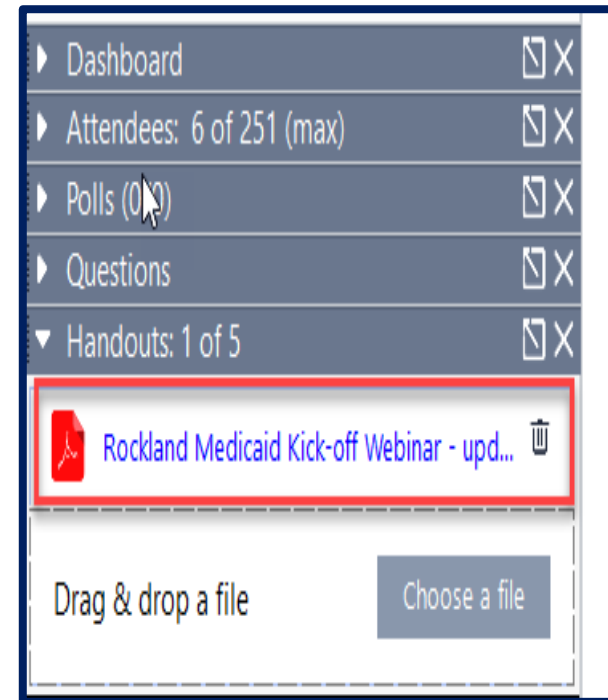 Dashboard
Attendees: 6 of 251 (max)
Polls
Questions
Handouts: 1 of 5
Rockland Medicaid Kick-off Webinar - upd...
Drag & drop a file
Choose a file